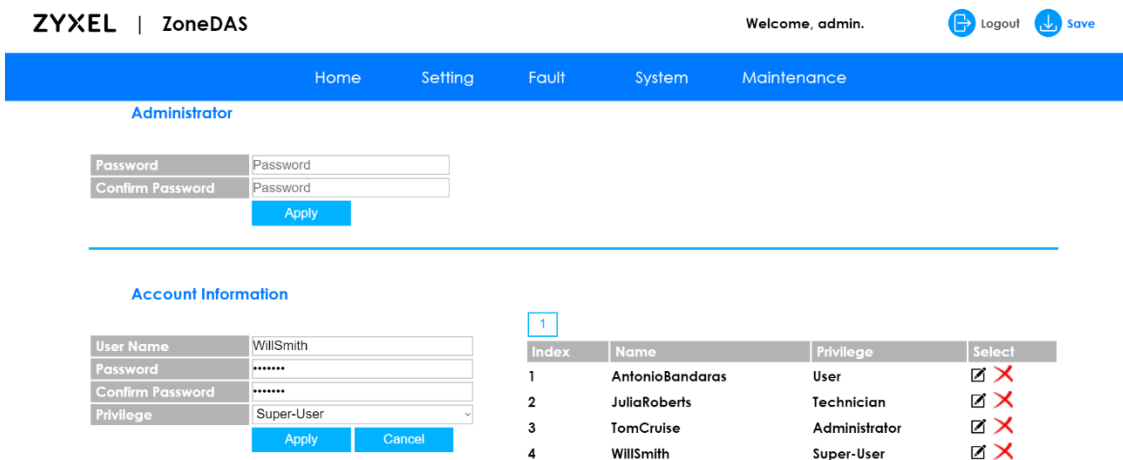 ZYXEL | ZoneDAS Welcome, admin. Logout Save
Home Setting Fault System Maintenance
Administrator
Password Password
Confirm Password Password
Apply
Account Information
1
User Name WillSmith
Password •••••••
Confirm Password •••••••
Privilege Super-User
Apply Cancel
Index Name Privilege Select
1 AntonioBandaras User
2 JuliaRoberts Technician
3 TomCruise Administrator
4 WillSmith Super-User